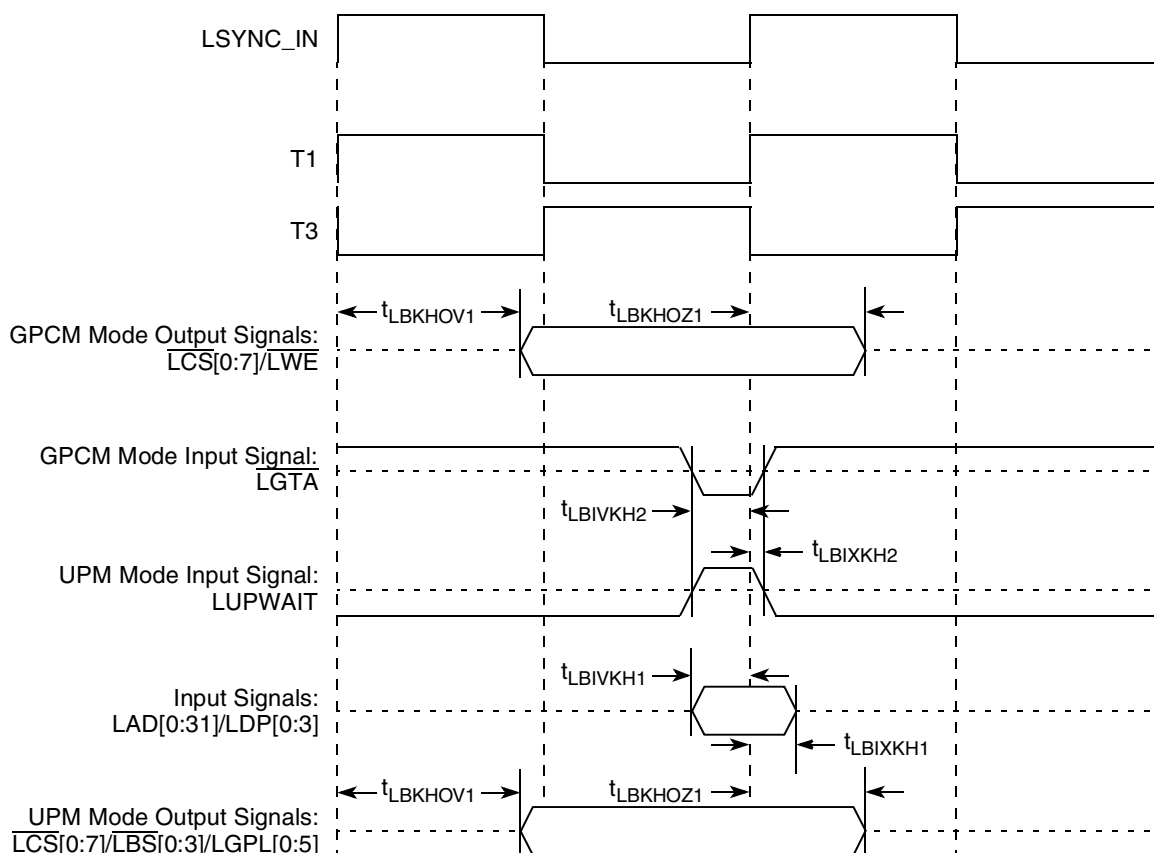 LSYNC_IN
T1
T3
tLBKHOV1
tLBKHOZ1
GPCM Mode Output Signals:
LCS[0:7]/LWE
GPCM Mode Input Signal:
LGTA
tLBIVKH2
tLBIXKH2
UPM Mode Input Signal:
LUPWAIT
tLBIVKH1
Input Signals:
LAD[0:31]/LDP[0:3]
tLBIXKH1
tLBKHOV1
tLBKHOZ1
UPM Mode Output Signals:
LCS[0:7]/LBS[0:3]/LGPL[0:5]